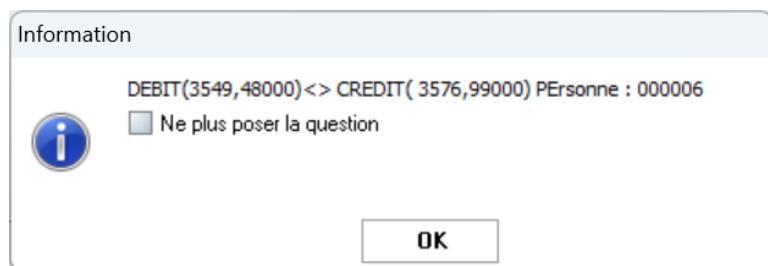 Information
DEBIT(3549,48000)<> CREDIT( 3576,99000) PErsonne : 000006
Ne plus poser la question
OK